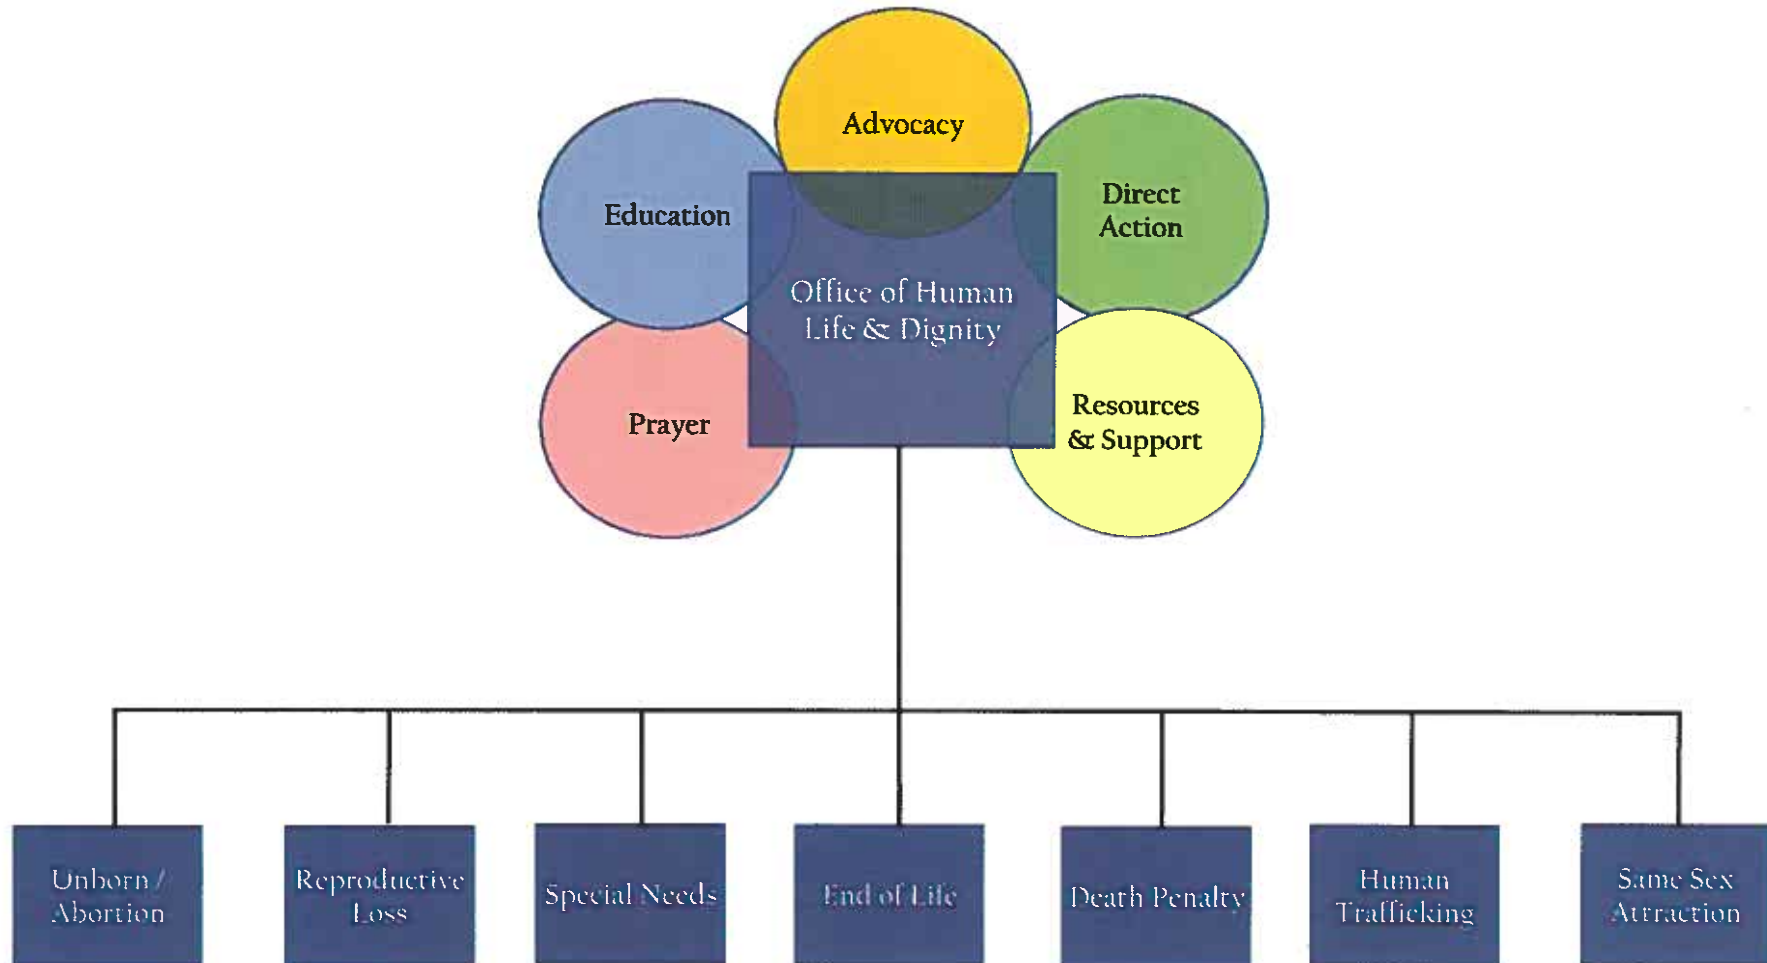 Advocacy
Education
Direct
Action
Office of Human
Life & Dignity
Prayer
Resources
& Support
Unborn /
Abortion
Reproductive
Loss
Special Needs
End of Life
Death Penalty
Human
Trafficking
Same Sex
Attraction